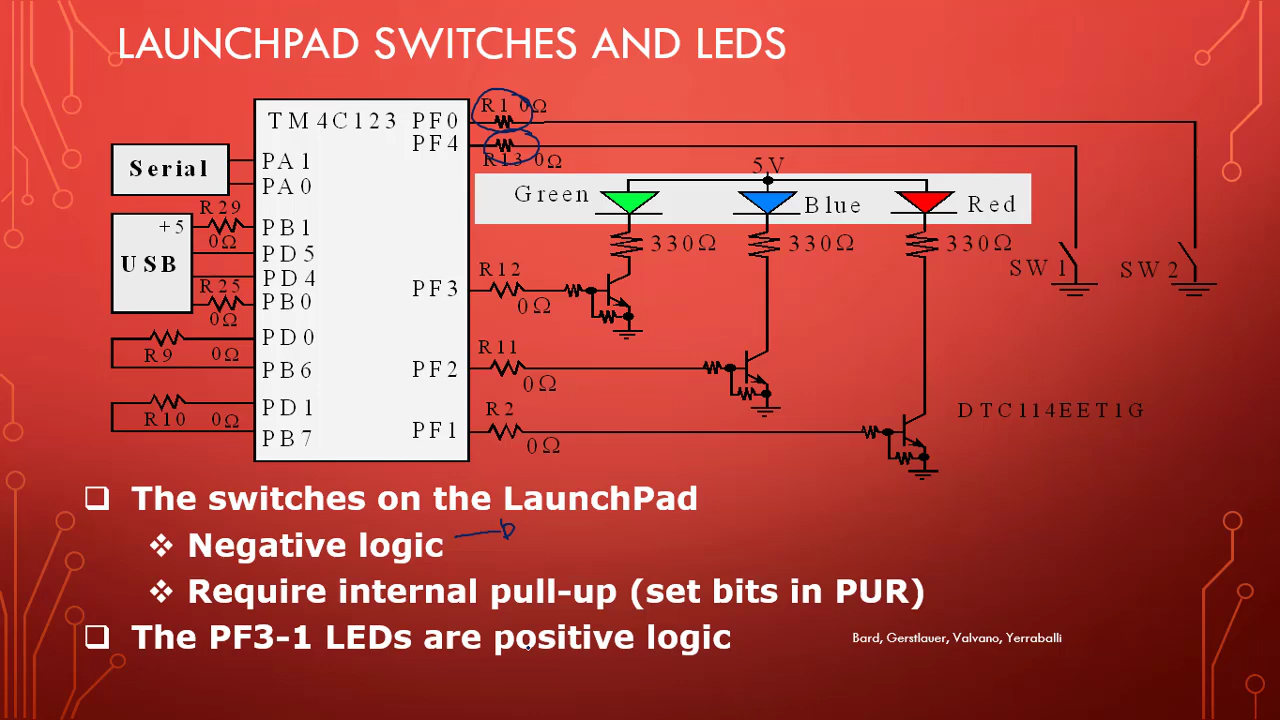 LAUNCHPAD SWITCHES AND LEDS
R1 0Ω
TM4C123 PF0
PF4
R13 0Ω
Serial
PA1
PA0
5V
Green
Blue
Red
R29
0Ω
+5
USB
PB1
PD5
PD4
R25
0Ω
PB0
330Ω
330Ω
330Ω
SW1
SW2
R12
0Ω
PF3
PD0
R9 0Ω
PB6
R11
0Ω
PF2
PD1
R10 0Ω
PB7
R2
0Ω
PF1
DTC114EET1G
❑ The switches on the LaunchPad
❖ Negative logic
❖ Require internal pull-up (set bits in PUR)
❑ The PF3-1 LEDs are positive logic
Bard, Gerstlauer, Valvano, Yerraballi